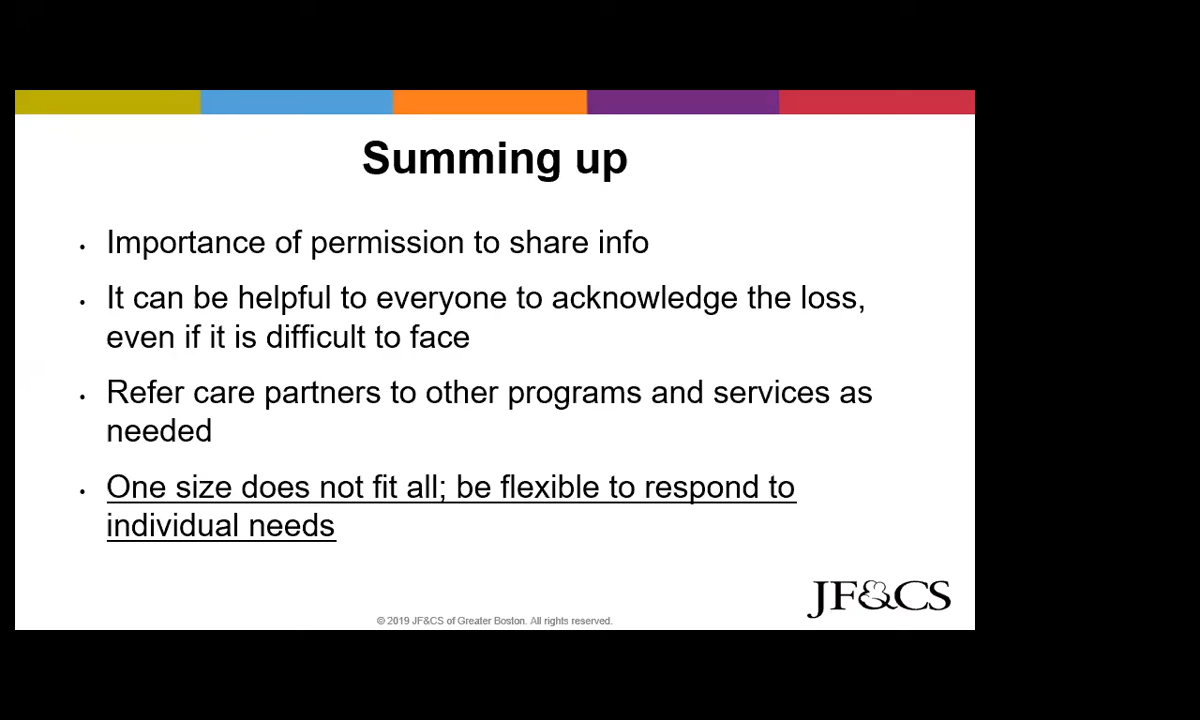 Summing up
• Importance of permission to share info
• It can be helpful to everyone to acknowledge the loss,
even if it is difficult to face
• Refer care partners to other programs and services as
needed
• One size does not fit all; be flexible to respond to
individual needs
JF&CS
© 2019 JF&CS of Greater Boston. All rights reserved.